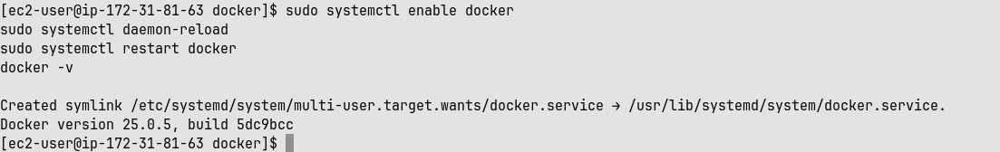 [ec2-user@ip-172-31-81-63 docker]$ sudo systemctl enable docker
sudo systemctl daemon-reload
sudo systemctl restart docker
docker -v
Created symlink /etc/systemd/system/multi-user.target.wants/docker.service → /usr/lib/systemd/system/docker.service.
Docker version 25.0.5, build 5dc9bcc
[ec2-user@ip-172-31-81-63 docker]$